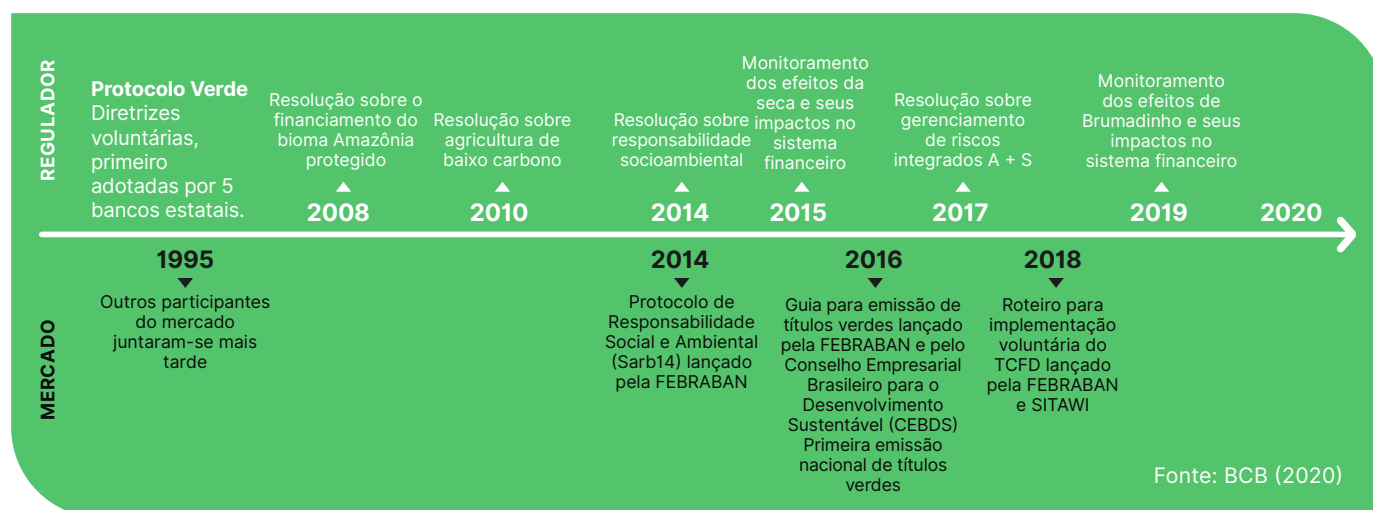 REGULADOR
Protocolo Verde
Diretrizes
voluntárias,
primeiro
adotadas por 5
bancos estatais.
Resolução sobre o
financiamento do
bioma Amazônia
protegido
2008
Resolução sobre
agricultura de
baixo carbono
2010
Resolução sobre
responsabilidade
socioambiental
2014
Monitoramento
dos efeitos da
seca e seus
impactos no
sistema
financeiro
2015
Resolução sobre
gerenciamento
de riscos
integrados A + S
2017
Monitoramento
dos efeitos de
Brumadinho e seus
impactos no
sistema financeiro
2019
2020
MERCADO
1995
Outros participantes
do mercado
juntaram-se mais
tarde
2014
Protocolo de
Responsabilidade
Social e Ambiental
(Sarb14) lançado
pela FEBRABAN
2016
Guia para emissão de
títulos verdes lançado
pela FEBRABAN e pelo
Conselho Empresarial
Brasileiro para o
Desenvolvimento
Sustentável (CEBDS)
Primeira emissão
nacional de títulos
verdes
2018
Roteiro para
implementação
voluntária do
TCFD lançado
pela FEBRABAN
e SITAWI
Fonte: BCB (2020)